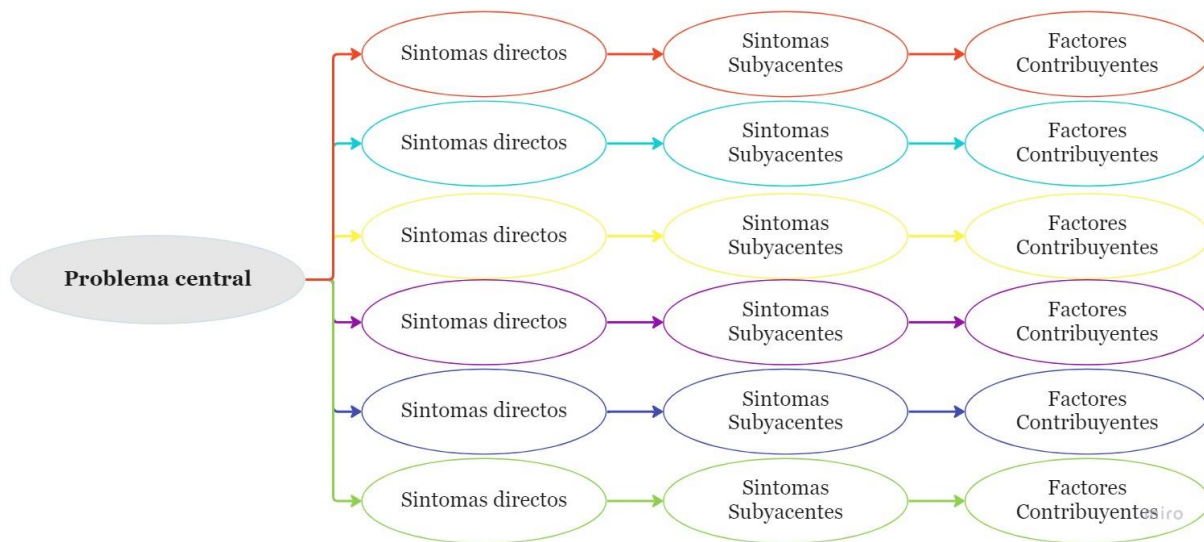 Sintomas directos
Sintomas
Subyacentes
Factores
Contribuyentes
Sintomas directos
Sintomas
Subyacentes
Factores
Contribuyentes
Sintomas directos
Sintomas
Subyacentes
Factores
Contribuyentes
Problema central
Sintomas directos
Sintomas
Subyacentes
Factores
Contribuyentes
Sintomas directos
Sintomas
Subyacentes
Factores
Contribuyentes
Sintomas directos
Sintomas
Subyacentes
Factores
Contribuyentes
miro